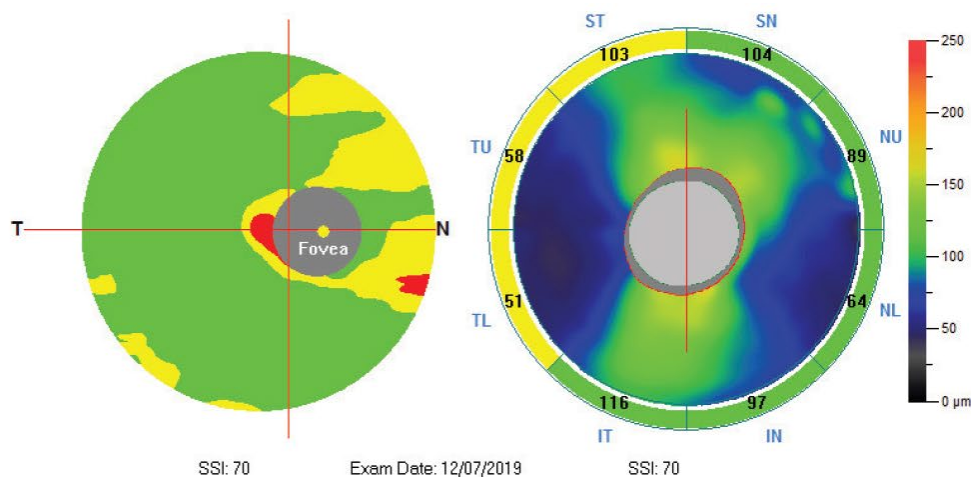 ST SN
103 104
TU 58 89 NU
T N
Fovea
TL 51 64 NL
116 97
IT IN
250
200
150
100
50
0 µm
SSI: 70 Exam Date: 12/07/2019 SSI: 70